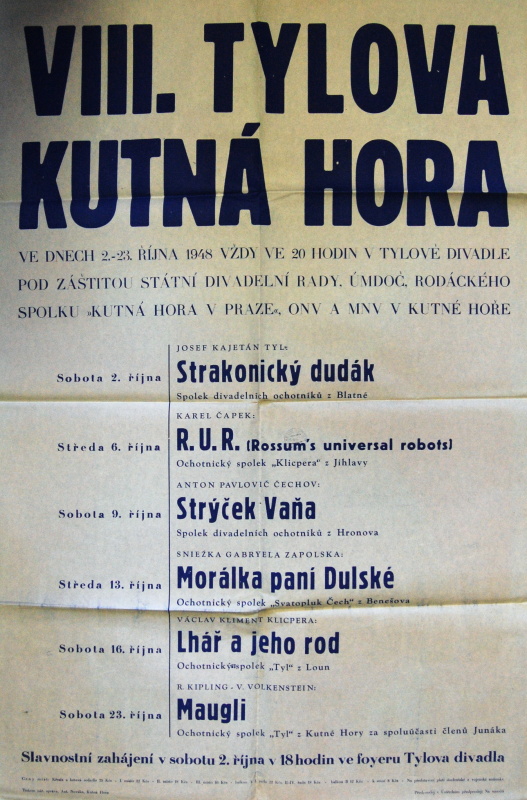 VIII. TYLOVA
KUTNÁ HORA
VE DNECH 2.-23. ŘÍJNA 1948 VŽDY VE 20 HODIN V TYLOVĚ DIVADLE
POD ZÁŠTITOU STÁTNÍ DIVADELNÍ RADY, ÚMDOČ, RODÁCKÉHO
SPOLKU »KUTNÁ HORA V PRAZE«, ONV A MNV V KUTNÉ HOŘE
JOSEF KAJETÁN TYL:
Sobota 2. října Strakonický dudák
Spolek divadelních ochotníků z Blatné
KAREL ČAPEK:
Středa 6. října R.U.R. (Rossum's universal robots)
Ochotnický spolek „Klicpera" z Jihlavy
ANTON PAVLOVIČ ČECHOV:
Sobota 9. října Strýček Vaňa
Spolek divadelních ochotníků z Hronova
SNIEŽKA GABRYELA ZAPOLSKA:
Středa 13. října Morálka paní Dulské
Ochotnický spolek „Svatopluk Čech" z Benešova
VÁCLAV KLIMENT KLICPERA:
Sobota 16. října Lhář a jeho rod
Ochotnický spolek „Tyl" z Loun
R. KIPLING - V. VOLKENSTEIN:
Sobota 23. října Maugli
Ochotnický spolek „Tyl" z Kutné Hory za spoluúčasti členů Junáka
Slavnostní zahájení v sobotu 2. října v 18 hodin ve foyeru Tylova divadla